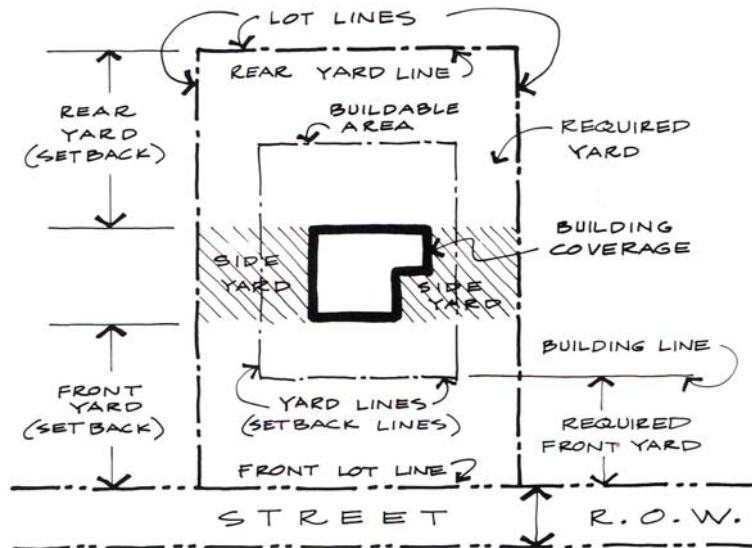 LOT LINES
REAR YARD LINE
REAR
YARD
(SETBACK)
BUILDABLE
AREA
REQUIRED
YARD
BUILDING
COVERAGE
SIDE
YARD
SIDE
YARD
BUILDING LINE
FRONT
YARD
(SETBACK)
YARD LINES
(SETBACK LINES)
REQUIRED
FRONT YARD
FRONT LOT LINE
STREET
R.O.W.